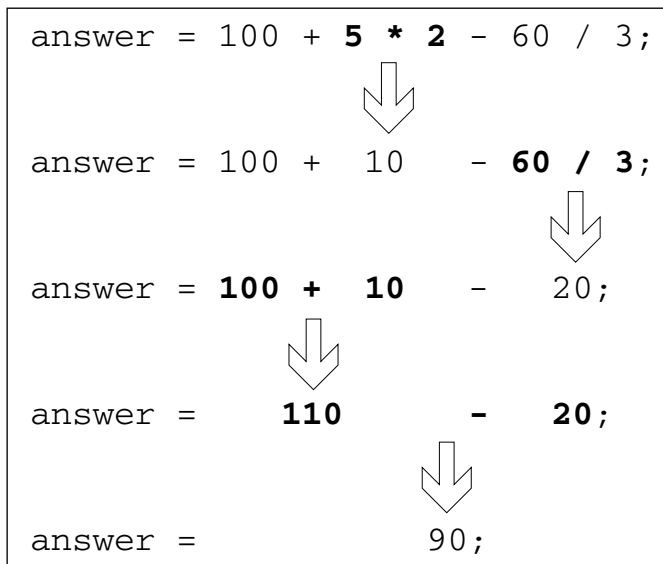 answer = 100 + 5 * 2 - 60 / 3;
answer = 100 + 10 - 60 / 3;
answer = 100 + 10 - 20;
answer = 110 - 20;
answer = 90;